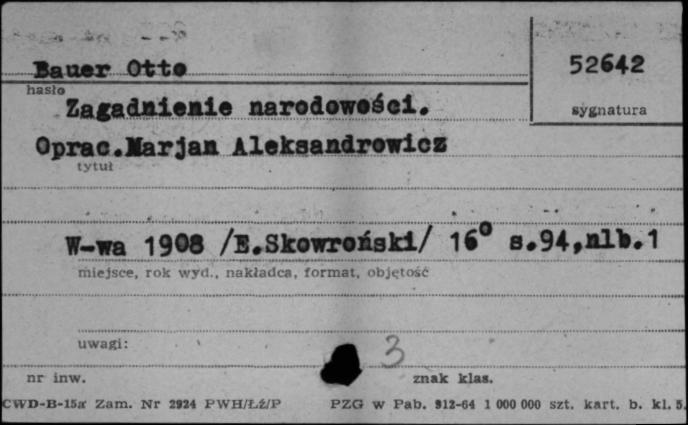 Bauer Otto
52642
hasło
sygnatura
Zagadnienie narodowości.
Oprac.Marjan Aleksandrowicz
tytuł
W-wa 1908 /E.Skowroński/ 16° s.94,nlb.1
miejsce, rok wyd., nakładca, format, objętość
uwagi:
3
nr inw.
znak klas.
CWD-B-15a Zam. Nr 2924 PWH/Łź/P PZG w Pab. 912-64 1 000 000 szt. kart. b. kl. 5.